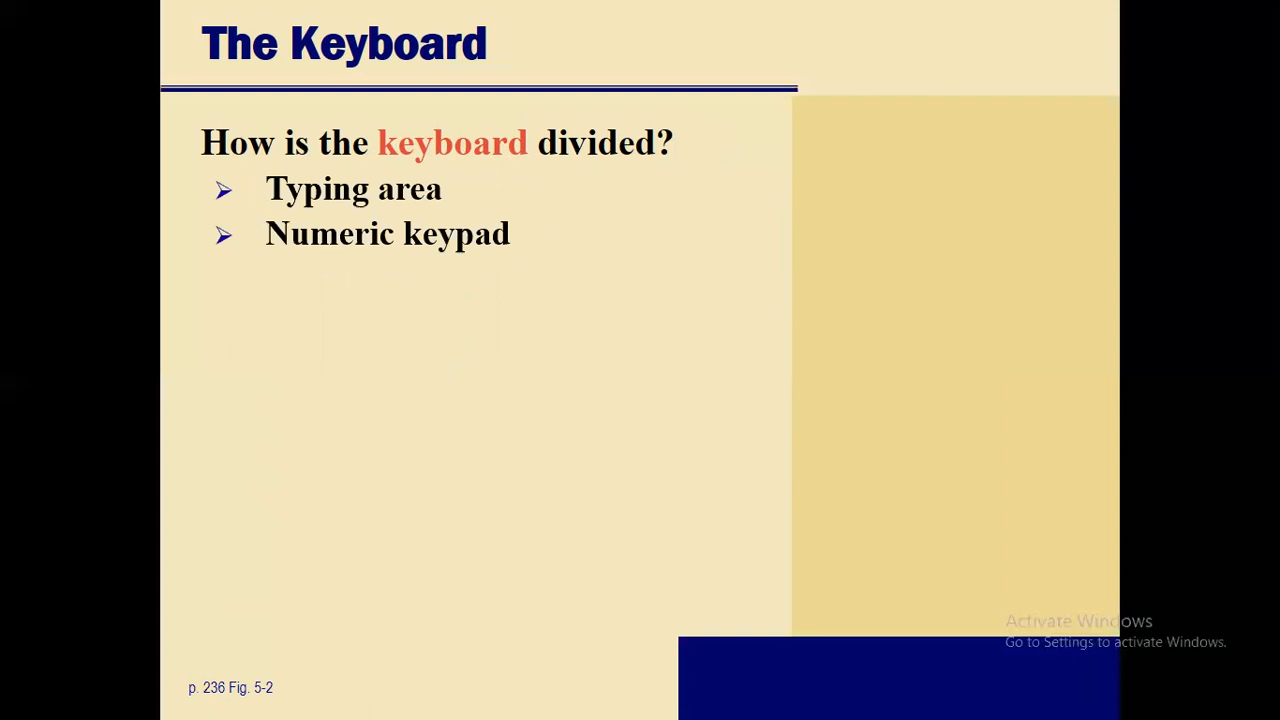 The Keyboard
How is the keyboard divided?
Typing area
Numeric keypad
Activate Windows
Go to Settings to activate Windows.
p. 236 Fig. 5-2